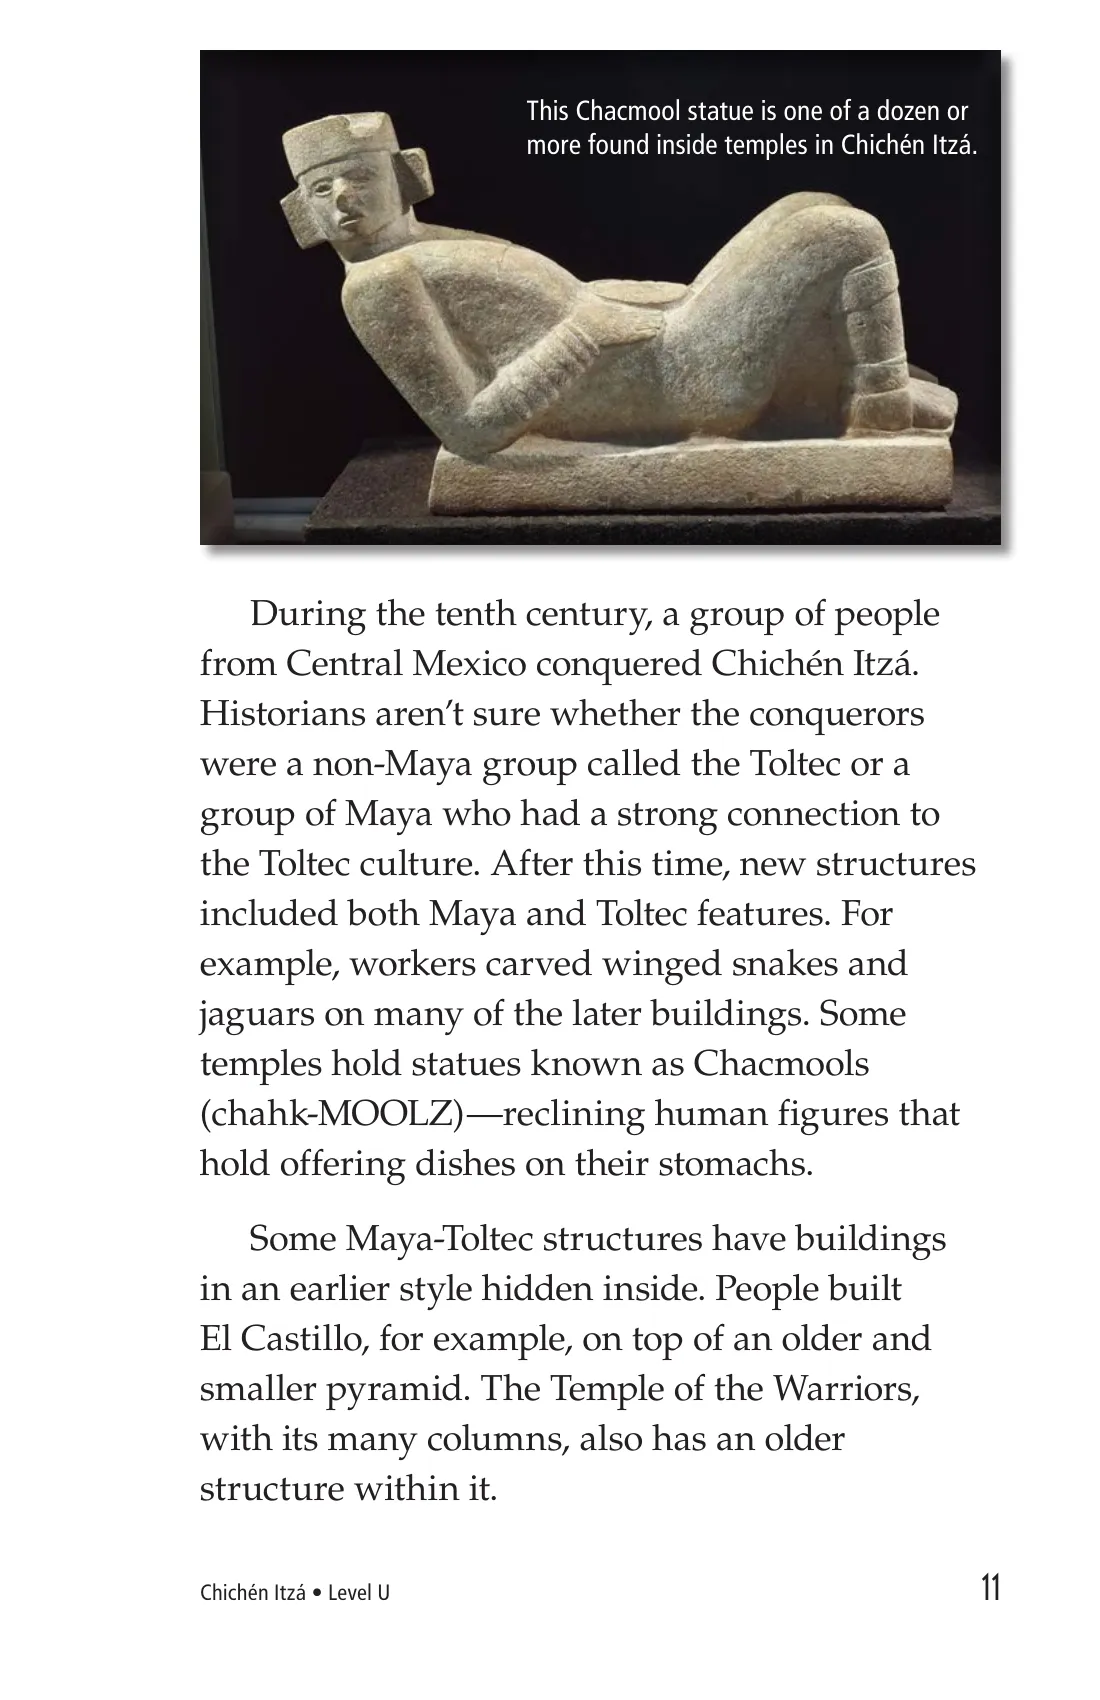 This Chacmool statue is one of a dozen or
more found inside temples in Chichén Itzá.
During the tenth century, a group of people
from Central Mexico conquered Chichén Itzá.
Historians aren’t sure whether the conquerors
were a non-Maya group called the Toltec or a
group of Maya who had a strong connection to
the Toltec culture. After this time, new structures
included both Maya and Toltec features. For
example, workers carved winged snakes and
jaguars on many of the later buildings. Some
temples hold statues known as Chacmools
(chahk-MOOLZ)—reclining human figures that
hold offering dishes on their stomachs.
Some Maya-Toltec structures have buildings
in an earlier style hidden inside. People built
El Castillo, for example, on top of an older and
smaller pyramid. The Temple of the Warriors,
with its many columns, also has an older
structure within it.
Chichén Itzá • Level U 11